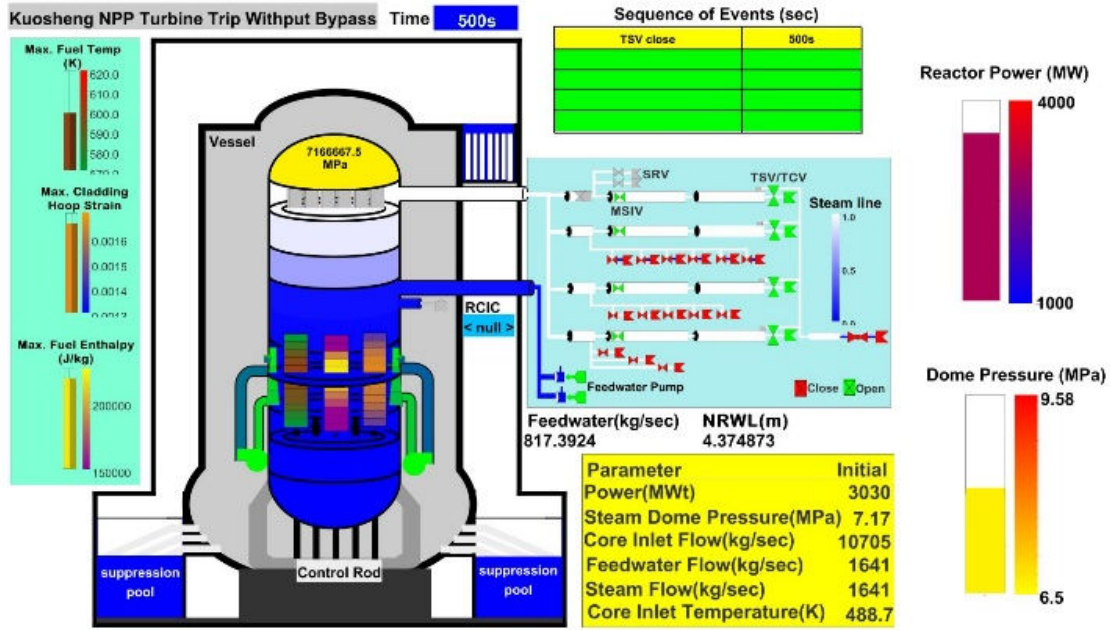 Kuosheng NPP Turbine Trip Withput Bypass Time 500s
Sequence of Events (sec)
TSV close 500s
Max. Fuel Temp
(K)
620.0
610.0
600.0
590.0
580.0
570.0
Max. Cladding
Hoop Strain
0.0016
0.0015
0.0014
0.0013
Max. Fuel Enthalpy
(J/kg)
200000
150000
Vessel
7166667.5
MPa
RCIC
< null >
SRV
TSV/TCV
MSIV
Steam line
1.0
0.5
0.0
Feedwater Pump
Close Open
Reactor Power (MW)
4000
1000
Feedwater(kg/sec) NRWL(m)
817.3924 4.374873
Dome Pressure (MPa)
9.58
6.5
Parameter Initial
Power(MWt) 3030
Steam Dome Pressure(MPa) 7.17
Core Inlet Flow(kg/sec) 10705
Feedwater Flow(kg/sec) 1641
Steam Flow(kg/sec) 1641
Core Inlet Temperature(K) 488.7
suppression
pool
Control Rod
suppression
pool